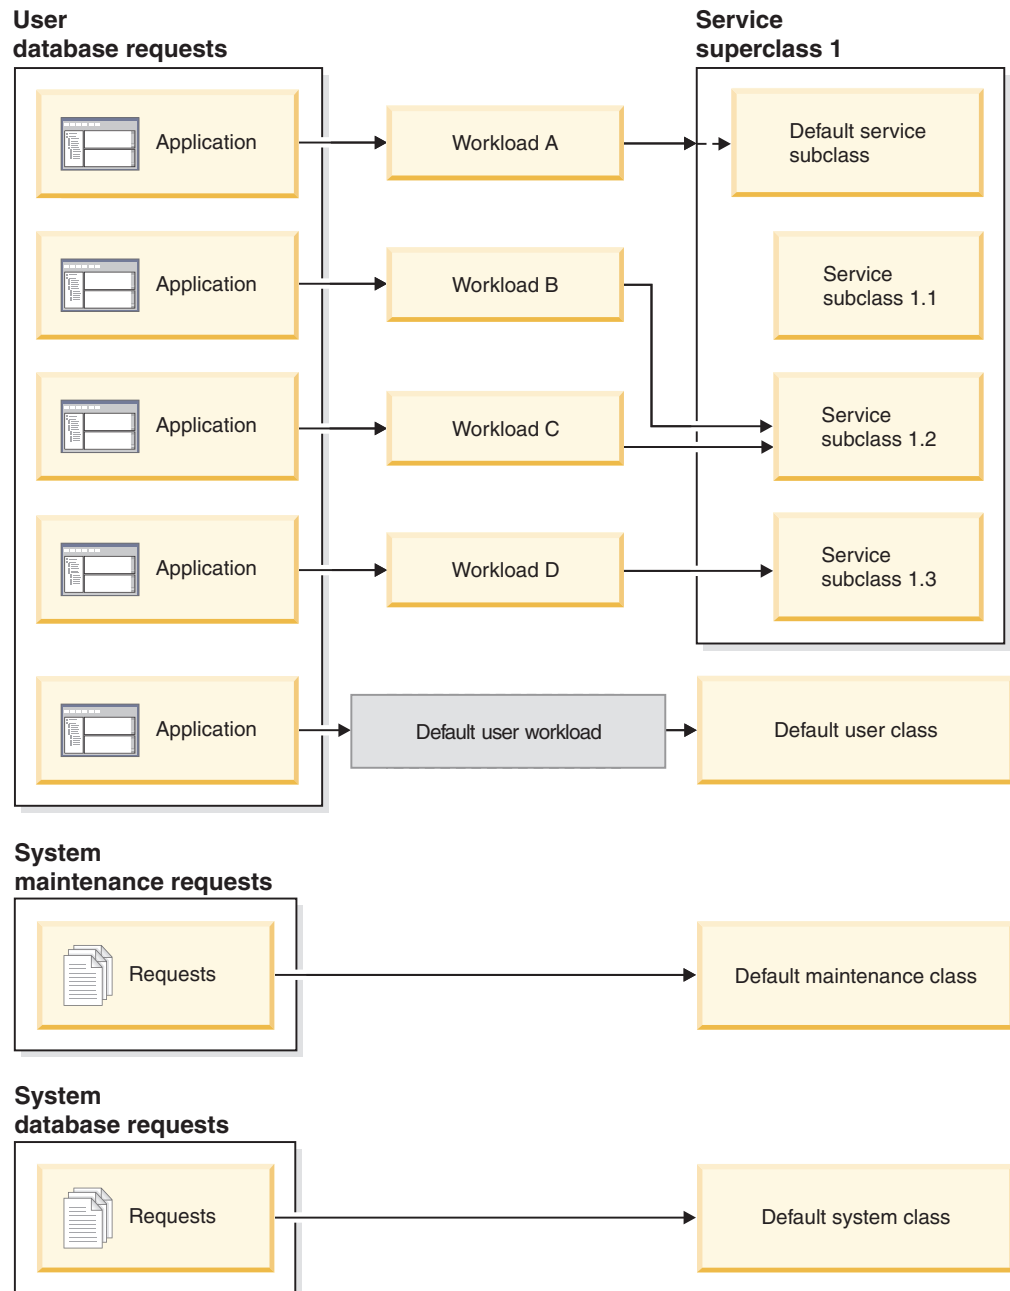 User
database requests
Service
superclass 1
Application
Workload A
Default service
subclass
Application
Workload B
Service
subclass 1.1
Application
Workload C
Service
subclass 1.2
Application
Workload D
Service
subclass 1.3
Application
Default user workload
Default user class
System
maintenance requests
Requests
Default maintenance class
System
database requests
Requests
Default system class